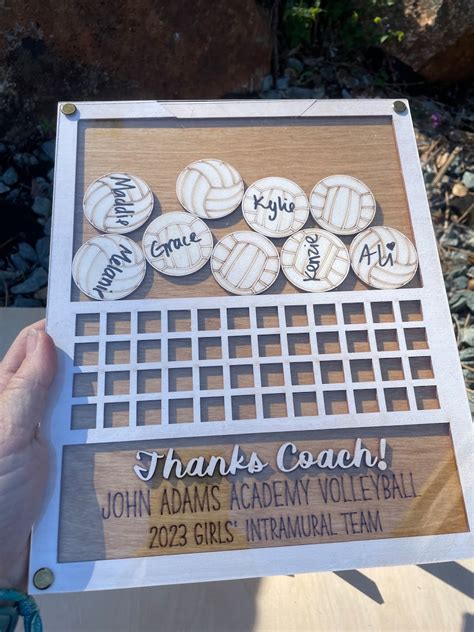 Maddie
Kylie
Melanie
Grace
Kenzie
Ali
Thanks Coach!
JOHN ADAMS ACADEMY VOLLEYBALL
2023 GIRLS' INTRAMURAL TEAM